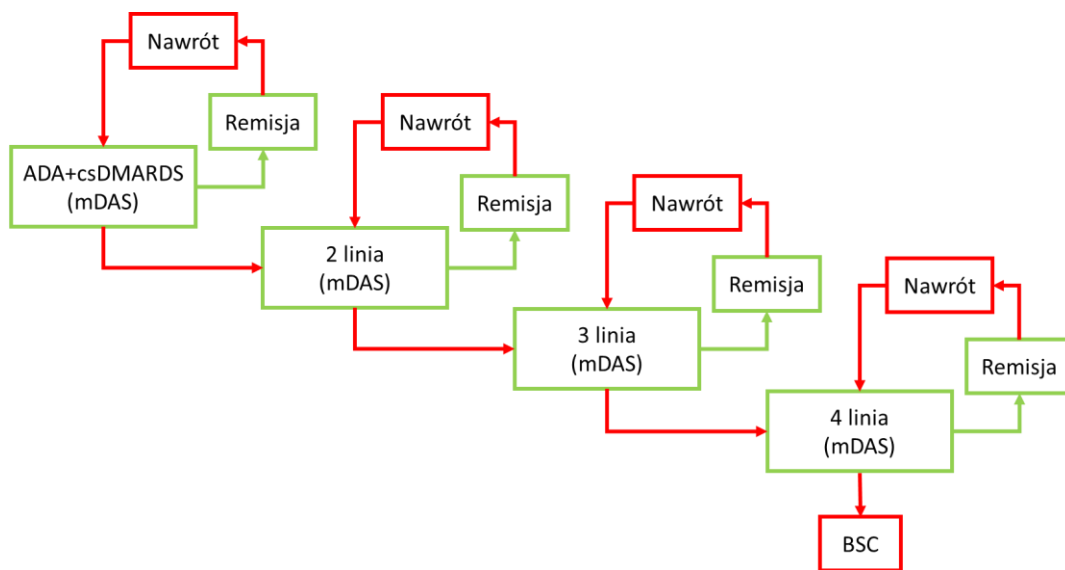 Nawrót
Remisja
ADA+csDMARDS
(mDAS)
Nawrót
Remisja
2 linia
(mDAS)
Nawrót
Remisja
3 linia
(mDAS)
Nawrót
Remisja
4 linia
(mDAS)
BSC